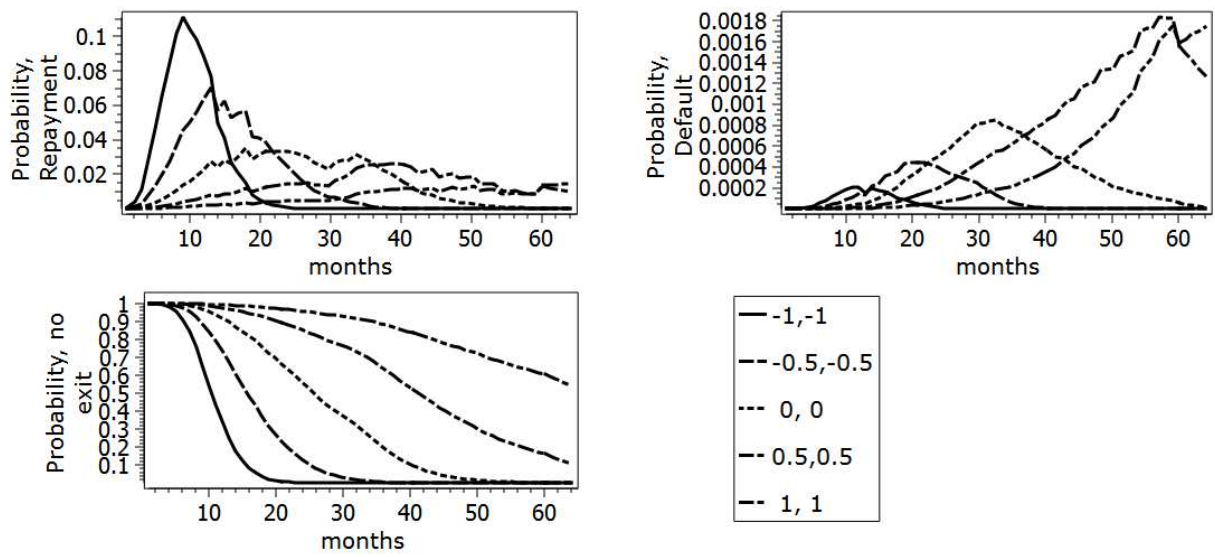 Probability,
Repayment
0.1
0.08
0.06
0.04
0.02
10 20 30 40 50 60
months
Probability,
Default
0.0018
0.0016
0.0014
0.0012
0.001
0.0008
0.0006
0.0004
0.0002
10 20 30 40 50 60
months
Probability, no
exit
1
0.9
0.8
0.7
0.6
0.5
0.4
0.3
0.2
0.1
10 20 30 40 50 60
months
-1,-1
-0.5,-0.5
0, 0
0.5,0.5
1, 1